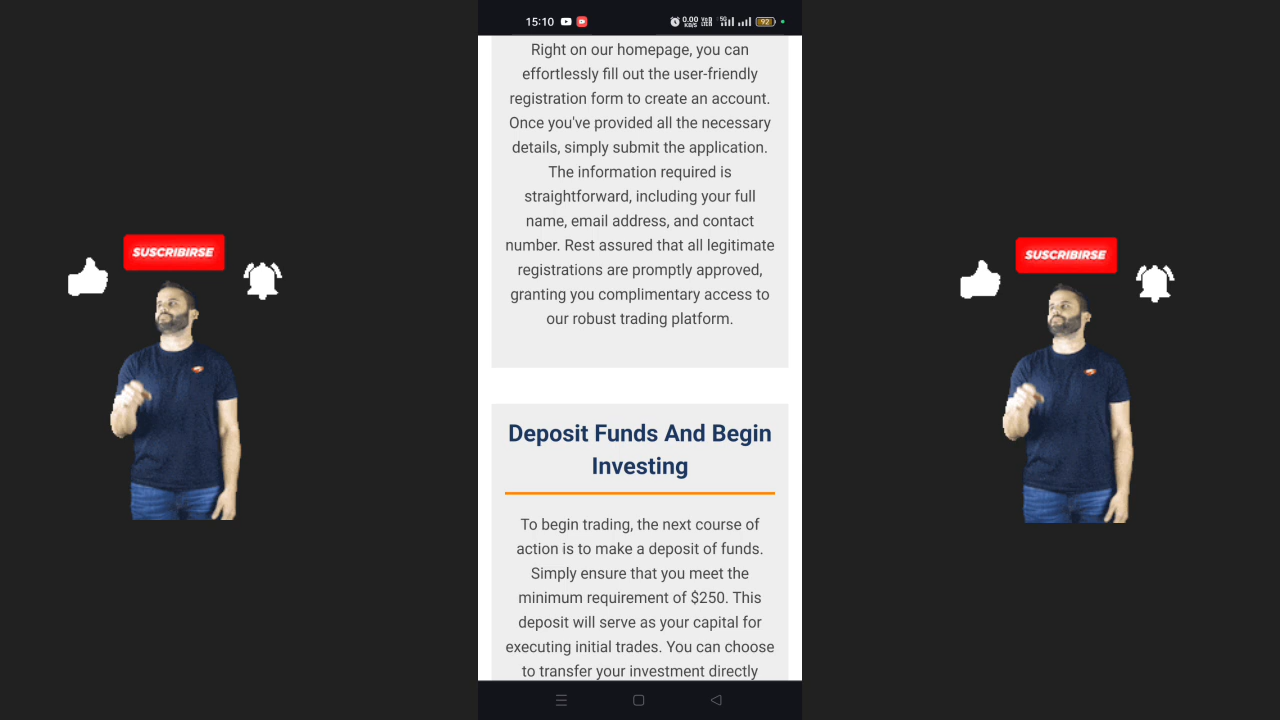 15:10
0.00
KB/S
5G
92
Right on our homepage, you can
effortlessly fill out the user-friendly
registration form to create an account.
Once you've provided all the necessary
details, simply submit the application.
The information required is
straightforward, including your full
name, email address, and contact
number. Rest assured that all legitimate
registrations are promptly approved,
granting you complimentary access to
our robust trading platform.
SUSCRIBIRSE
SUSCRIBIRSE
Deposit Funds And Begin
Investing
To begin trading, the next course of
action is to make a deposit of funds.
Simply ensure that you meet the
minimum requirement of $250. This
deposit will serve as your capital for
executing initial trades. You can choose
to transfer your investment directly